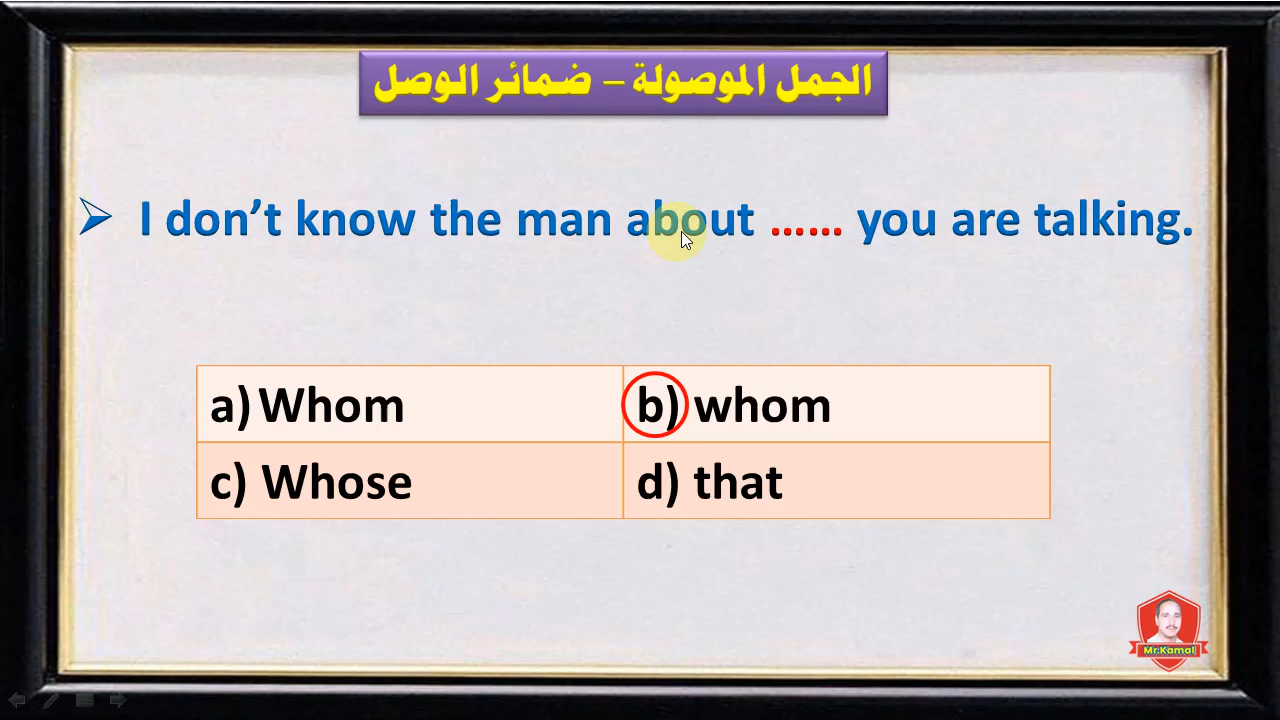 الجمل الموصولة – ضمائر الوصل
➢ I don’t know the man about …… you are talking.
a) Whom
b) whom
c) Whose
d) that
Mr.Kamal